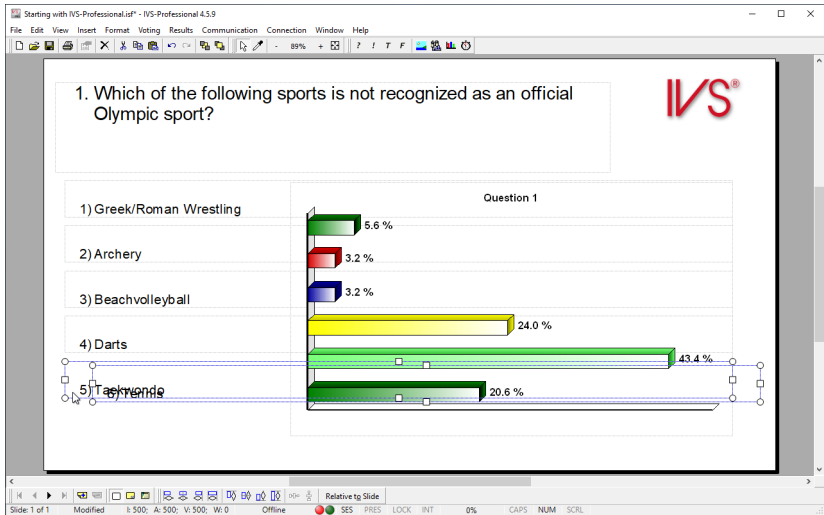 Starting with IVS-Professional.isf* - IVS-Professional 4.5.9
File Edit View Insert Format Voting Results Communication Connection Window Help
- 89% + ? ! T F
1. Which of the following sports is not recognized as an official
Olympic sport?
IVS®
Question 1
1) Greek/Roman Wrestling
5.6 %
2) Archery
3.2 %
3) Beachvolleyball
3.2 %
24.0 %
4) Darts
43.4 %
5) Taekwondo
6) Tennis
20.6 %
Relative to Slide
Slide: 1 of 1 Modified I: 500; A: 500; V: 500; W: 0 Offline SES PRES LOCK INT 0% CAPS NUM SCRL